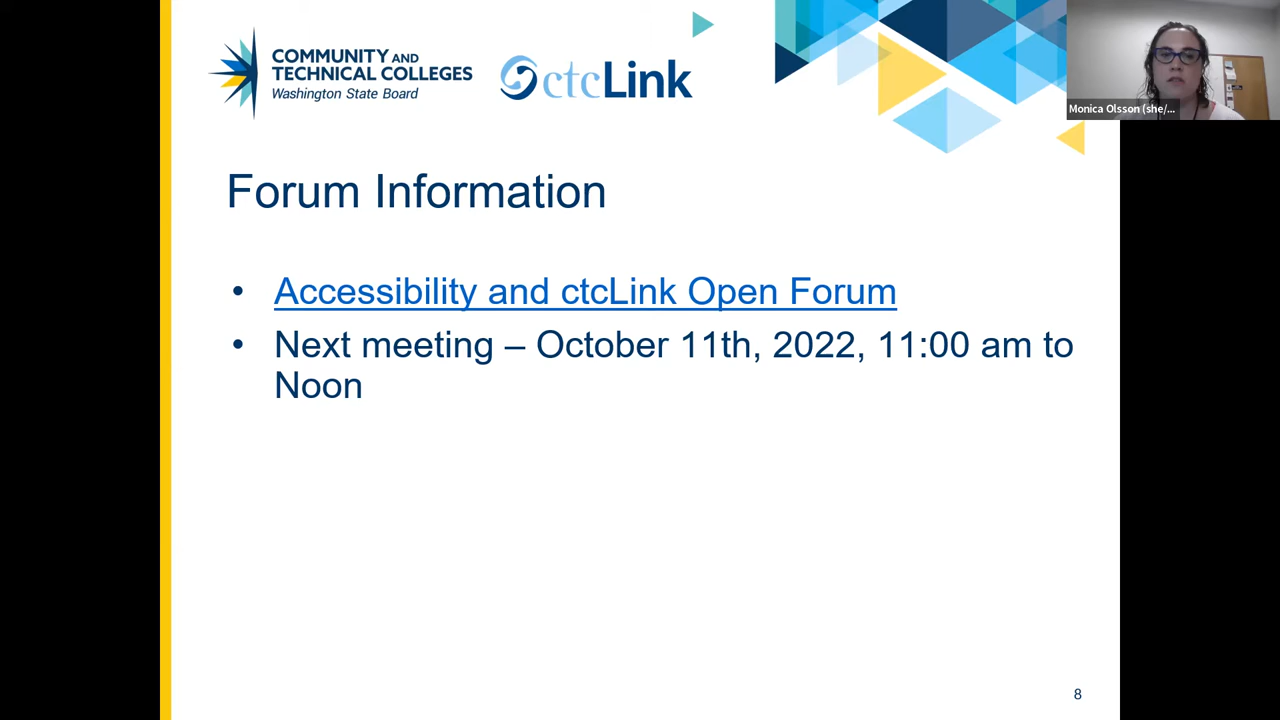 COMMUNITY AND
TECHNICAL COLLEGES
Washington State Board
ctcLink
Monica Olsson (she/...
Forum Information
• Accessibility and ctcLink Open Forum
• Next meeting – October 11th, 2022, 11:00 am to
Noon
8